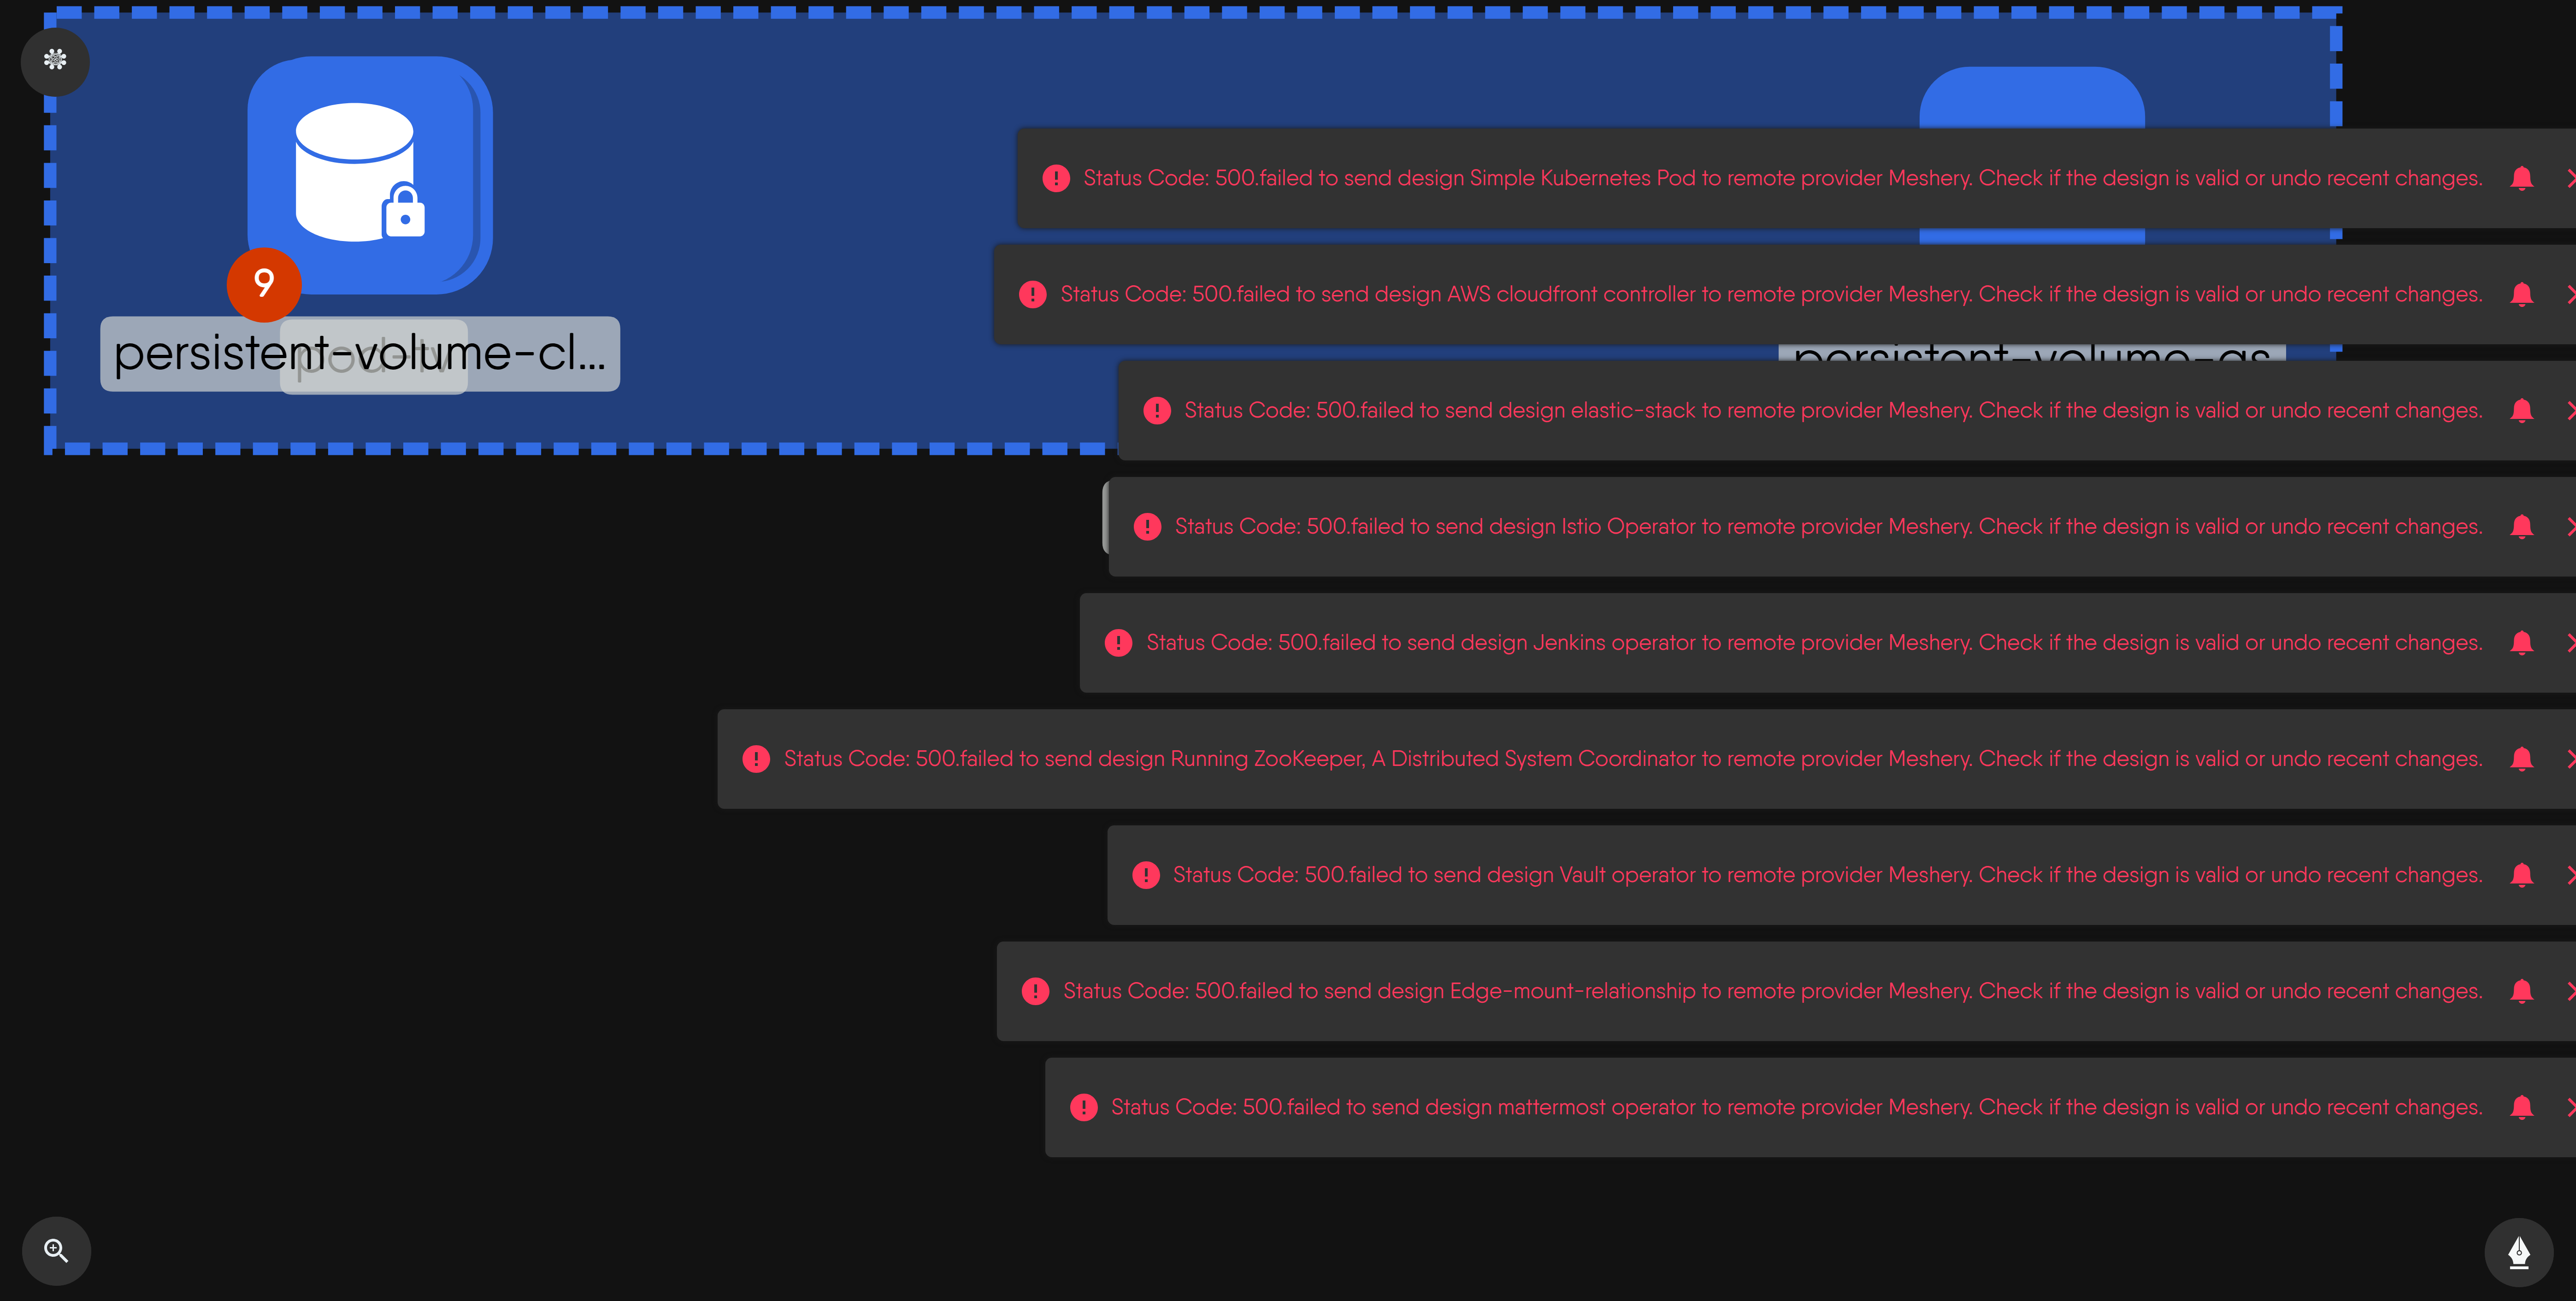 9
persistent-volume-cl...
pod-tv
Status Code: 500.failed to send design Simple Kubernetes Pod to remote provider Meshery. Check if the design is valid or undo recent changes.
Status Code: 500.failed to send design AWS cloudfront controller to remote provider Meshery. Check if the design is valid or undo recent changes.
persistent-volume-qs
Status Code: 500.failed to send design elastic-stack to remote provider Meshery. Check if the design is valid or undo recent changes.
Status Code: 500.failed to send design Istio Operator to remote provider Meshery. Check if the design is valid or undo recent changes.
Status Code: 500.failed to send design Jenkins operator to remote provider Meshery. Check if the design is valid or undo recent changes.
Status Code: 500.failed to send design Running ZooKeeper, A Distributed System Coordinator to remote provider Meshery. Check if the design is valid or undo recent changes.
Status Code: 500.failed to send design Vault operator to remote provider Meshery. Check if the design is valid or undo recent changes.
Status Code: 500.failed to send design Edge-mount-relationship to remote provider Meshery. Check if the design is valid or undo recent changes.
Status Code: 500.failed to send design mattermost operator to remote provider Meshery. Check if the design is valid or undo recent changes.